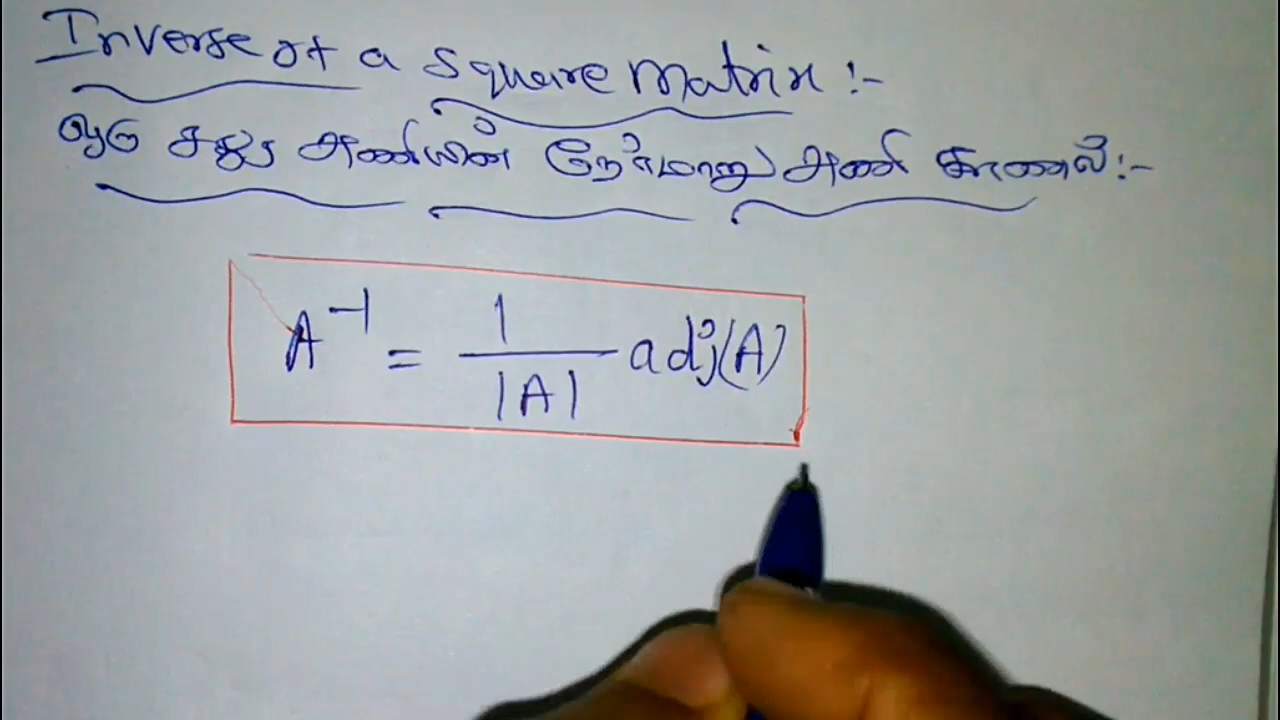 Inverse of a Square Matrix :-
ஒரு சதுர அணியின் நேர்மாறு அணி காணல் :-
A⁻¹ = 1/|A| adj(A)